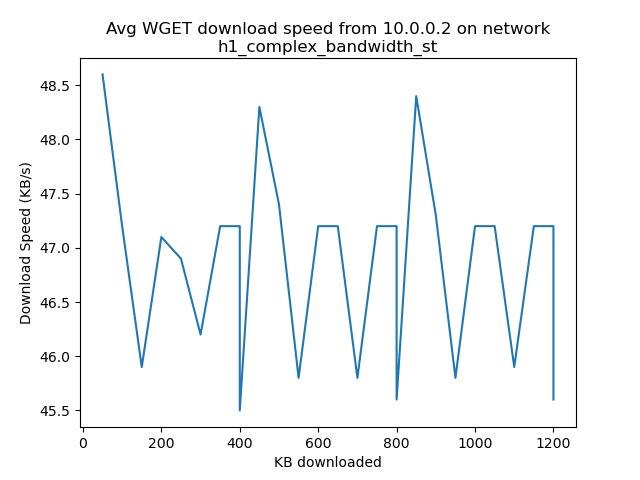 Avg WGET download speed from 10.0.0.2 on network
h1_complex_bandwidth_st
Download Speed (KB/s)
48.5
48.0
47.5
47.0
46.5
46.0
45.5
0 200 400 600 800 1000 1200
KB downloaded